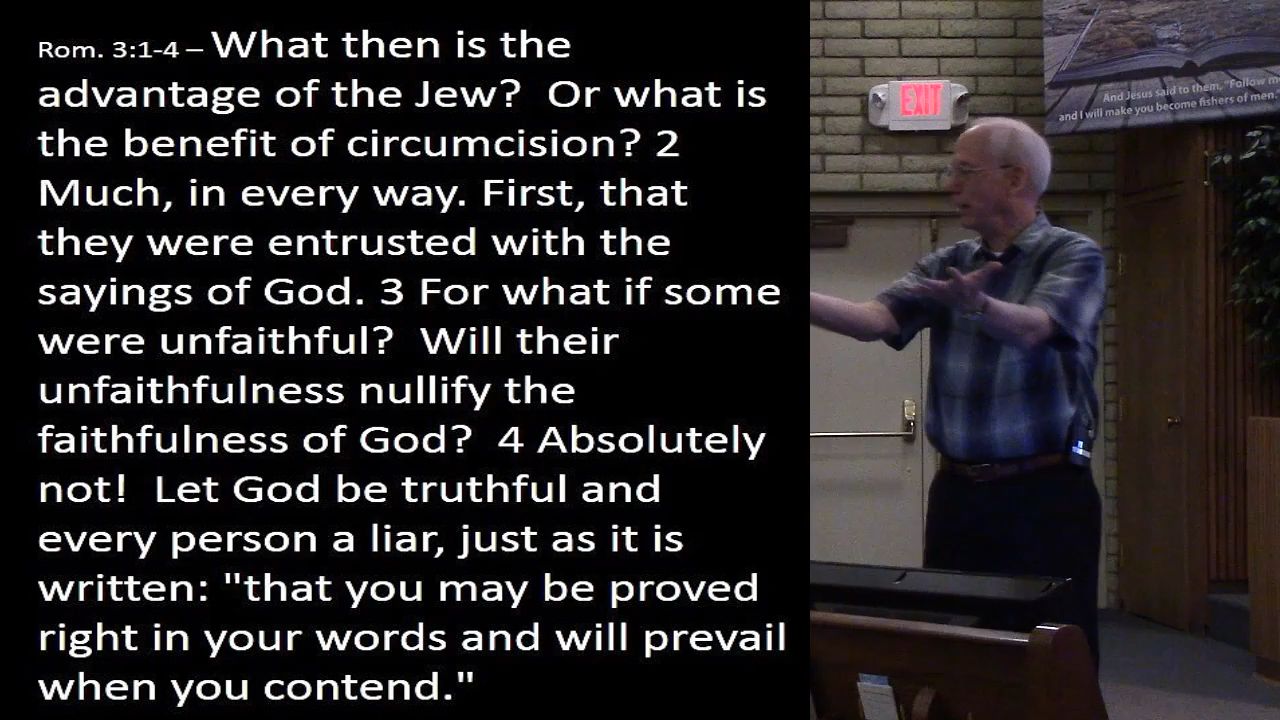 Rom. 3:1-4 – What then is the
advantage of the Jew?  Or what is
the benefit of circumcision? 2
Much, in every way. First, that
they were entrusted with the
sayings of God. 3 For what if some
were unfaithful?  Will their
unfaithfulness nullify the
faithfulness of God?  4 Absolutely
not!  Let God be truthful and
every person a liar, just as it is
written: "that you may be proved
right in your words and will prevail
when you contend."
EXIT
And Jesus said to them, "Follow me
and I will make you become fishers of men."